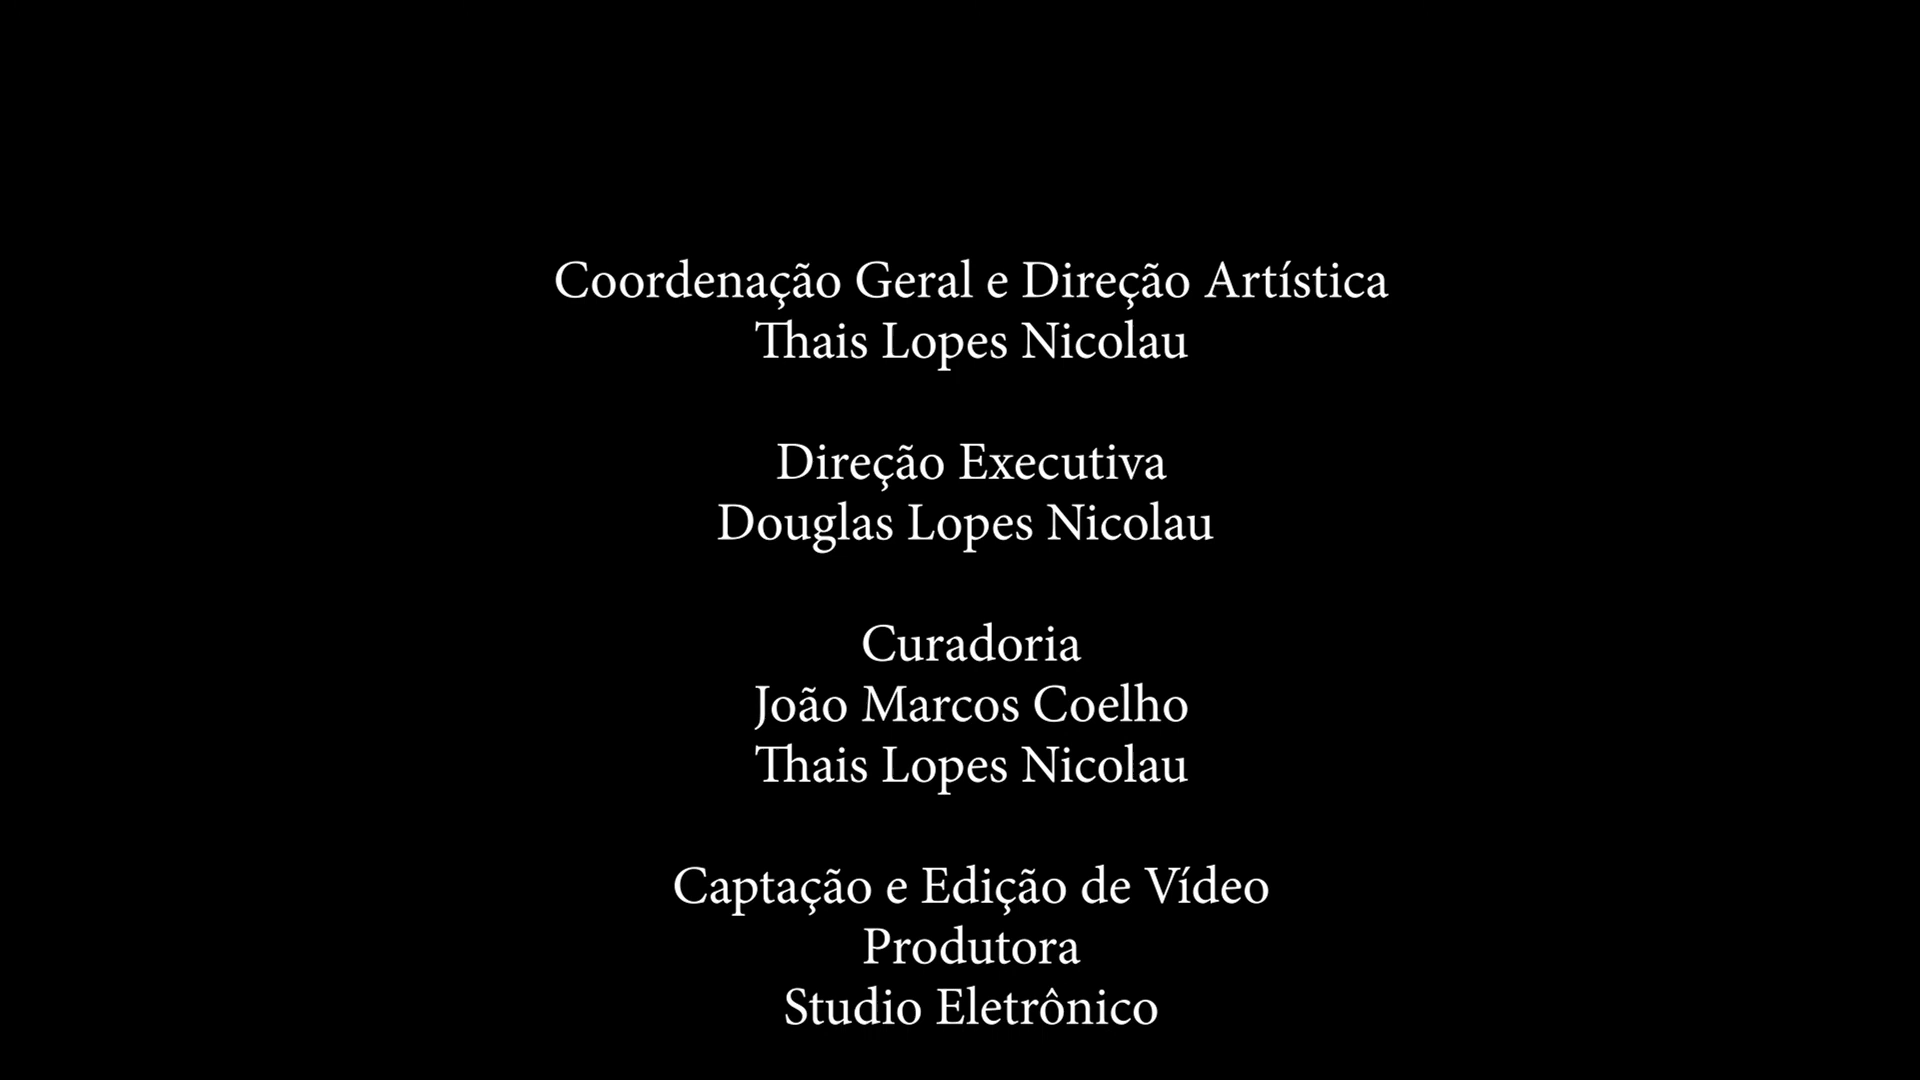 Coordenação Geral e Direção Artística
Thais Lopes Nicolau
Direção Executiva
Douglas Lopes Nicolau
Curadoria
João Marcos Coelho
Thais Lopes Nicolau
Captação e Edição de Vídeo
Produtora
Studio Eletrônico